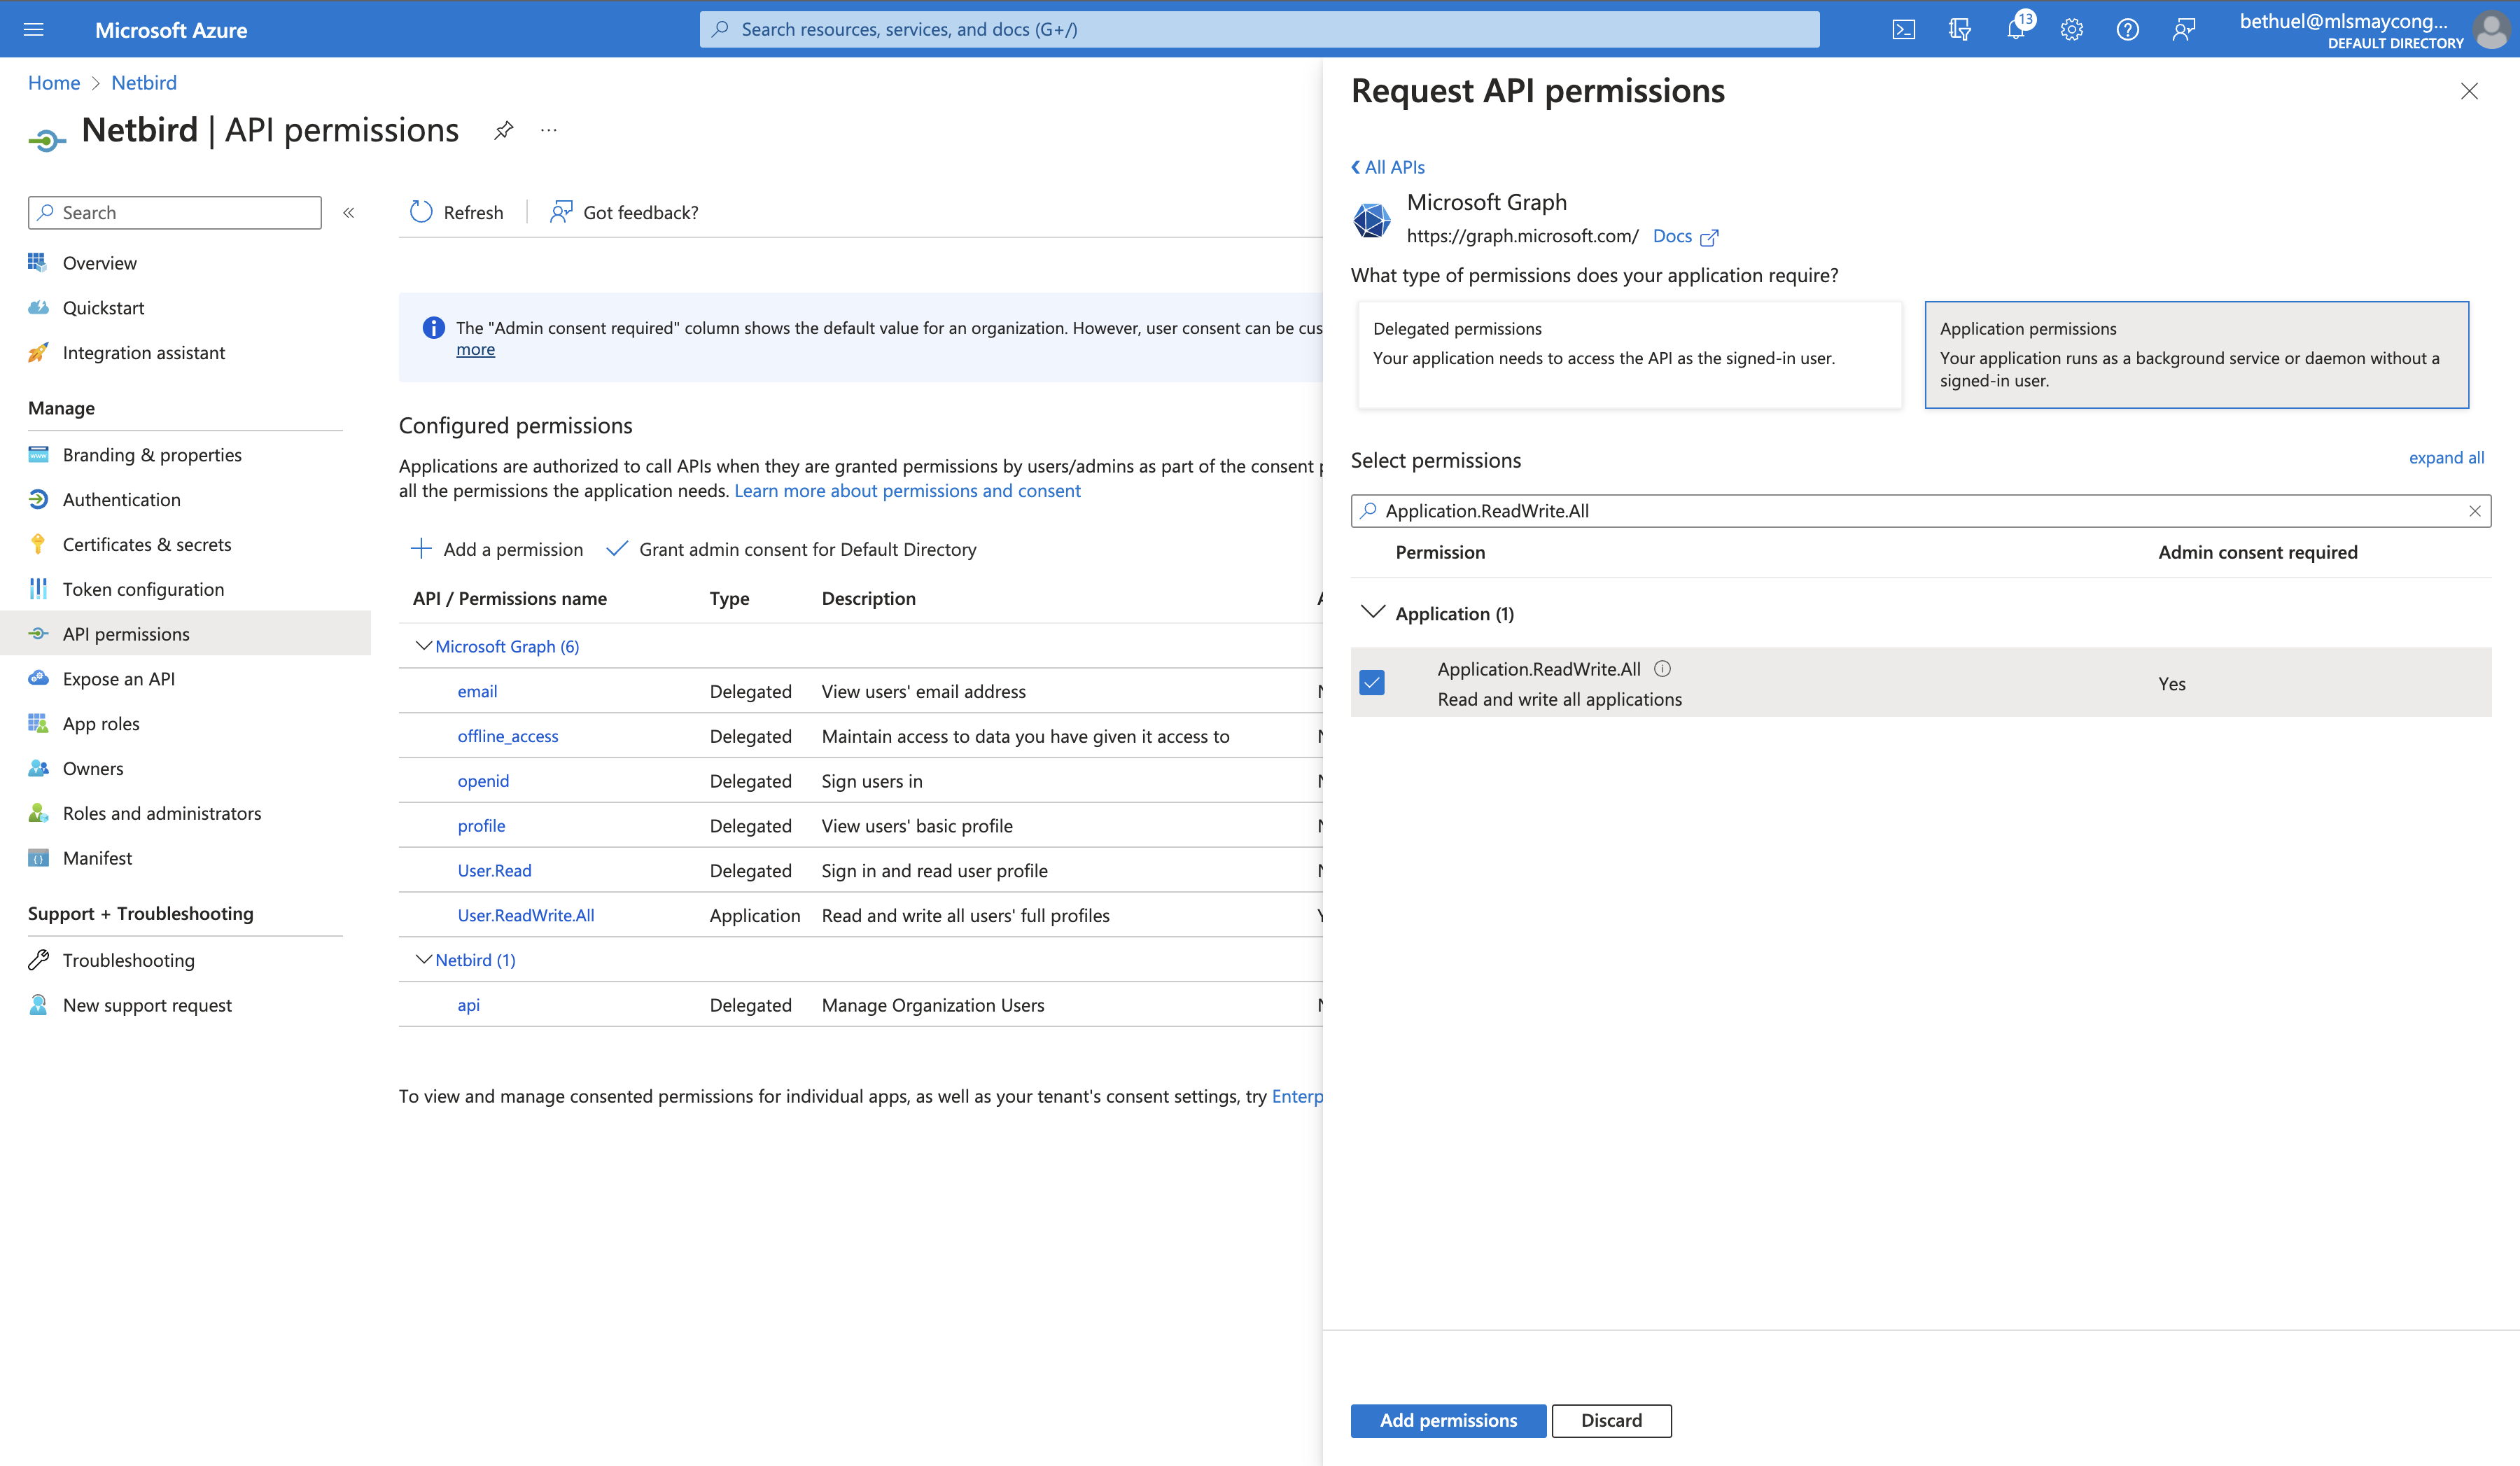 Microsoft Azure
Search resources, services, and docs (G+/)
13
bethuel@mlsmaycong...
DEFAULT DIRECTORY
Home > Netbird
Netbird | API permissions
...
Search
«
Overview
Quickstart
Integration assistant
Manage
Branding & properties
Authentication
Certificates & secrets
Token configuration
API permissions
Expose an API
App roles
Owners
Roles and administrators
Manifest
Support + Troubleshooting
Troubleshooting
New support request
Refresh
Got feedback?
The "Admin consent required" column shows the default value for an organization. However, user consent can be cus
more
Configured permissions
Applications are authorized to call APIs when they are granted permissions by users/admins as part of the consent
all the permissions the application needs. Learn more about permissions and consent
Add a permission
Grant admin consent for Default Directory
API / Permissions name Type Description
Microsoft Graph (6)
email Delegated View users' email address
offline_access Delegated Maintain access to data you have given it access to
openid Delegated Sign users in
profile Delegated View users' basic profile
User.Read Delegated Sign in and read user profile
User.ReadWrite.All Application Read and write all users' full profiles
Netbird (1)
api Delegated Manage Organization Users
To view and manage consented permissions for individual apps, as well as your tenant's consent settings, try Enterp
Request API permissions
All APIs
Microsoft Graph
https://graph.microsoft.com/ Docs
What type of permissions does your application require?
Delegated permissions
Your application needs to access the API as the signed-in user.
Application permissions
Your application runs as a background service or daemon without a
signed-in user.
Select permissions
expand all
Application.ReadWrite.All
Permission Admin consent required
Application (1)
Application.ReadWrite.All
Read and write all applications
Yes
Add permissions
Discard